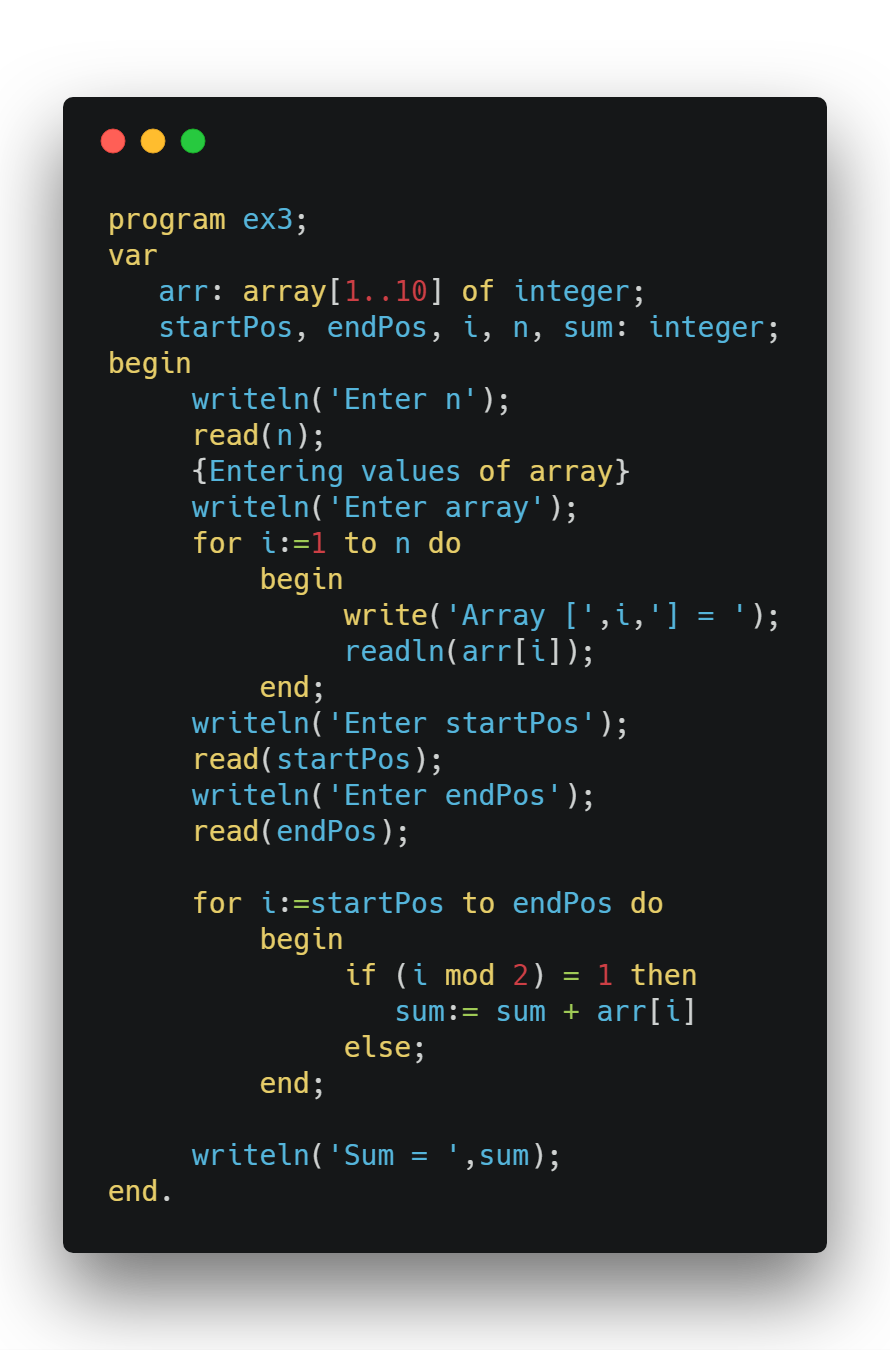 program ex3;
var
   arr: array[1..10] of integer;
   startPos, endPos, i, n, sum: integer;
begin
     writeln('Enter n');
     read(n);
     {Entering values of array}
     writeln('Enter array');
     for i:=1 to n do
         begin
              write('Array [',i,'] = ');
              readln(arr[i]);
         end;
     writeln('Enter startPos');
     read(startPos);
     writeln('Enter endPos');
     read(endPos);

     for i:=startPos to endPos do
         begin
              if (i mod 2) = 1 then
                 sum:= sum + arr[i]
              else;
         end;

     writeln('Sum = ',sum);
end.